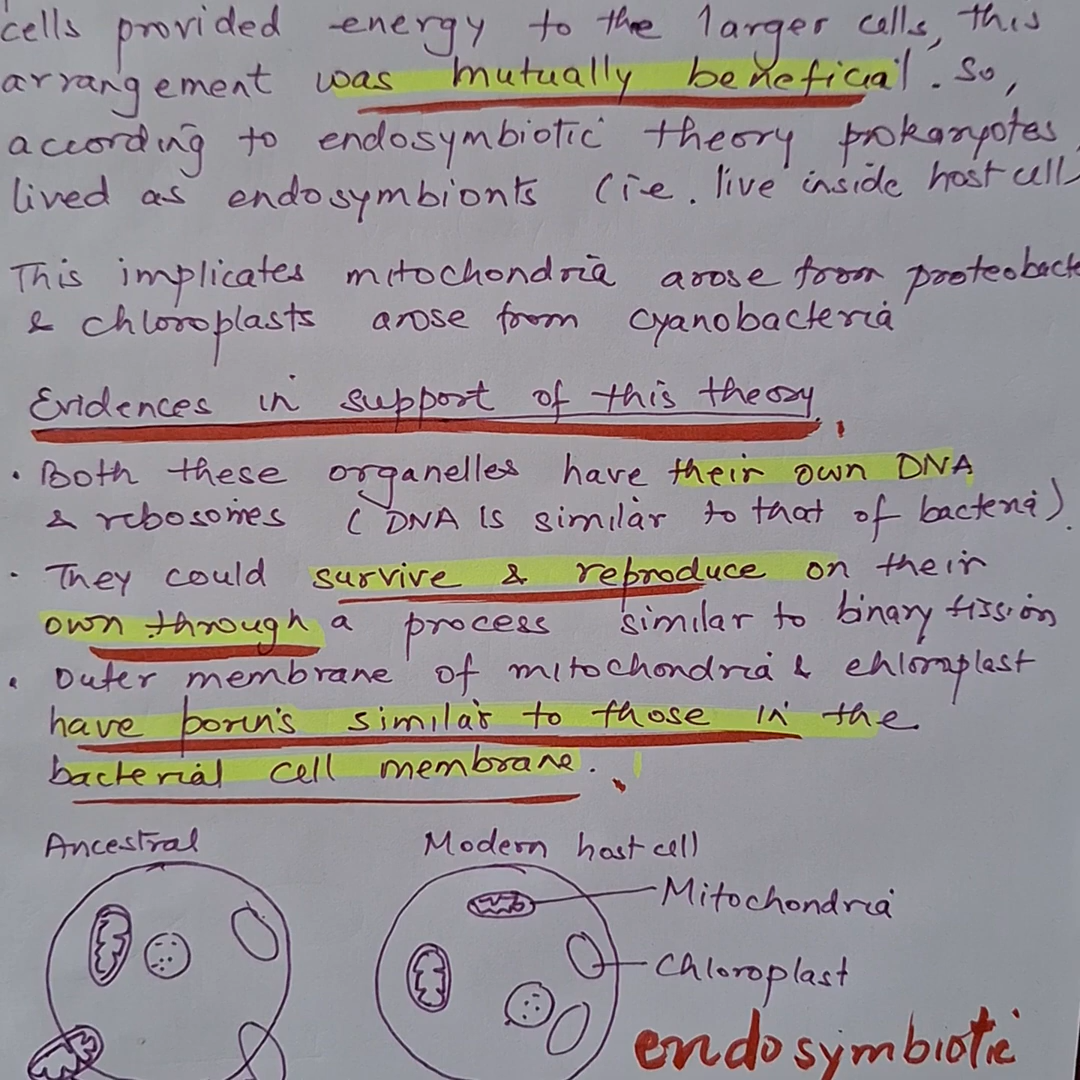 cells provided energy to the larger cells, this
arrangement was mutually beneficial. So,
according to endosymbiotic theory prokaryotes
lived as endosymbionts (i.e. live inside host cell)
This implicates mitochondria arose from proteobacte
& chloroplasts arose from cyanobacteria
Evidences in support of this theory.
• Both these organelles have their own DNA
& rebosomes (DNA is similar to that of bacteria).
• They could survive & reproduce on their
own through a process similar to binary fission
• Outer membrane of mitochondria & chloroplast
have porins similar to those in the
bacterial cell membrane.
Ancestral
Modern host cell
Mitochondria
Chloroplast
endosymbiotic